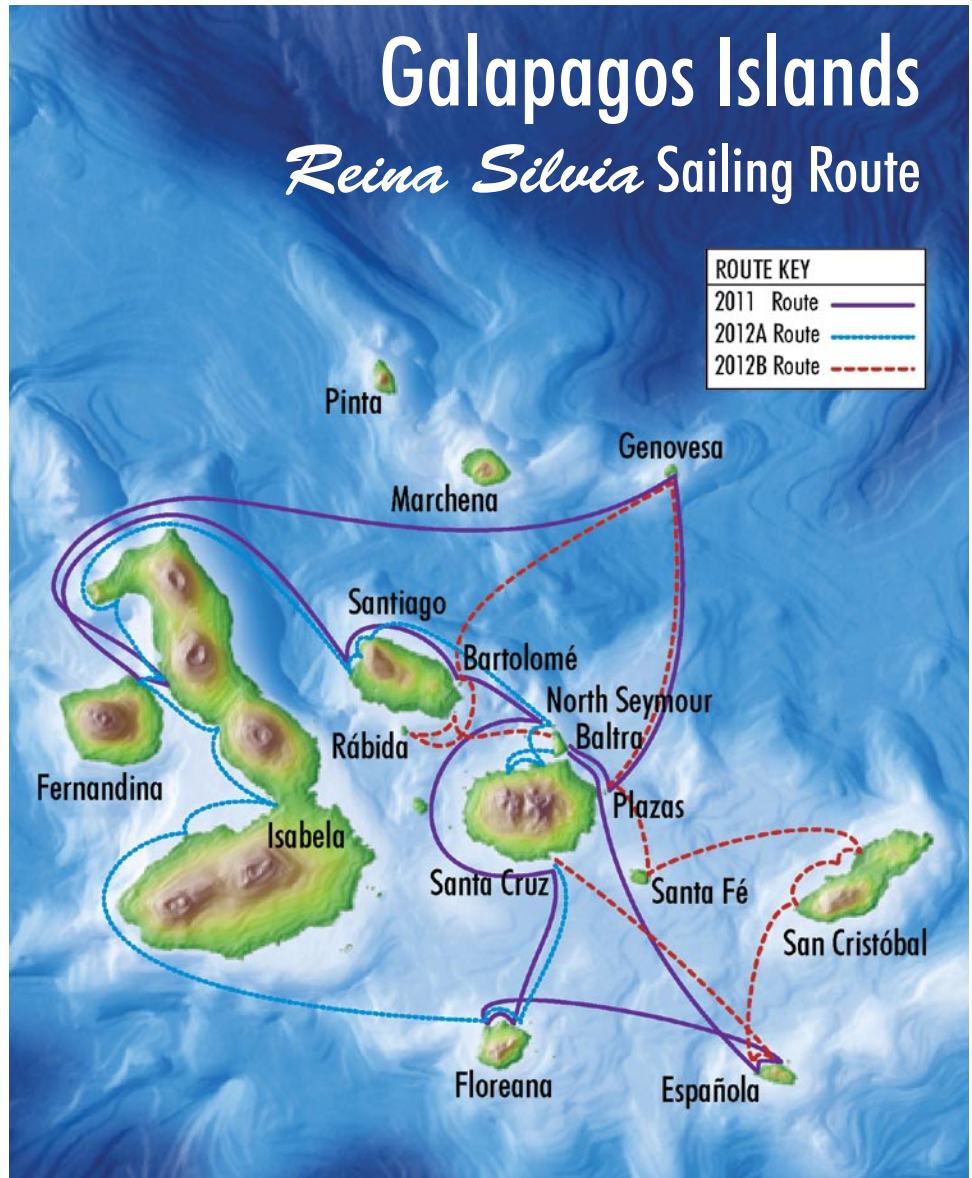 Galapagos Islands
Reina Silvia Sailing Route
ROUTE KEY
2011 Route
2012A Route
2012B Route
Pinta
Genovesa
Marchena
Santiago
Bartolomé
North Seymour
Rábida
Baltra
Fernandina
Plazas
Isabela
Santa Cruz
Santa Fé
San Cristóbal
Floreana
Española